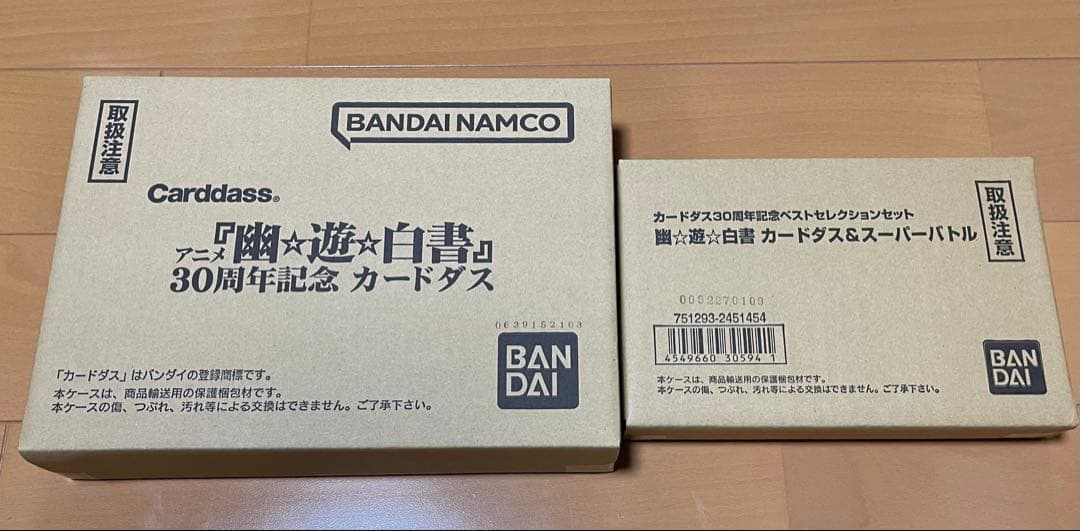 取扱注意
BANDAI NAMCO
Carddass®
アニメ『幽☆遊☆白書』
30周年記念 カードダス
0639152103
BAN
DAI
「カードダス」はバンダイの登録商標です。
本ケースは、商品輸送用の保護梱包材です。
本ケースの傷、つぶれ、汚れ等による交換はできません。ご了承下さい。
カードダス30周年記念ベストセレクションセット
幽☆遊☆白書 カードダス&スーパーバトル
取扱注意
0092270109
751293-2451454
4549660 30594 1
BAN
DAI
本ケースは、商品輸送用の保護梱包材です。
本ケースの傷、つぶれ、汚れ等による交換はできません。ご了承下さい。